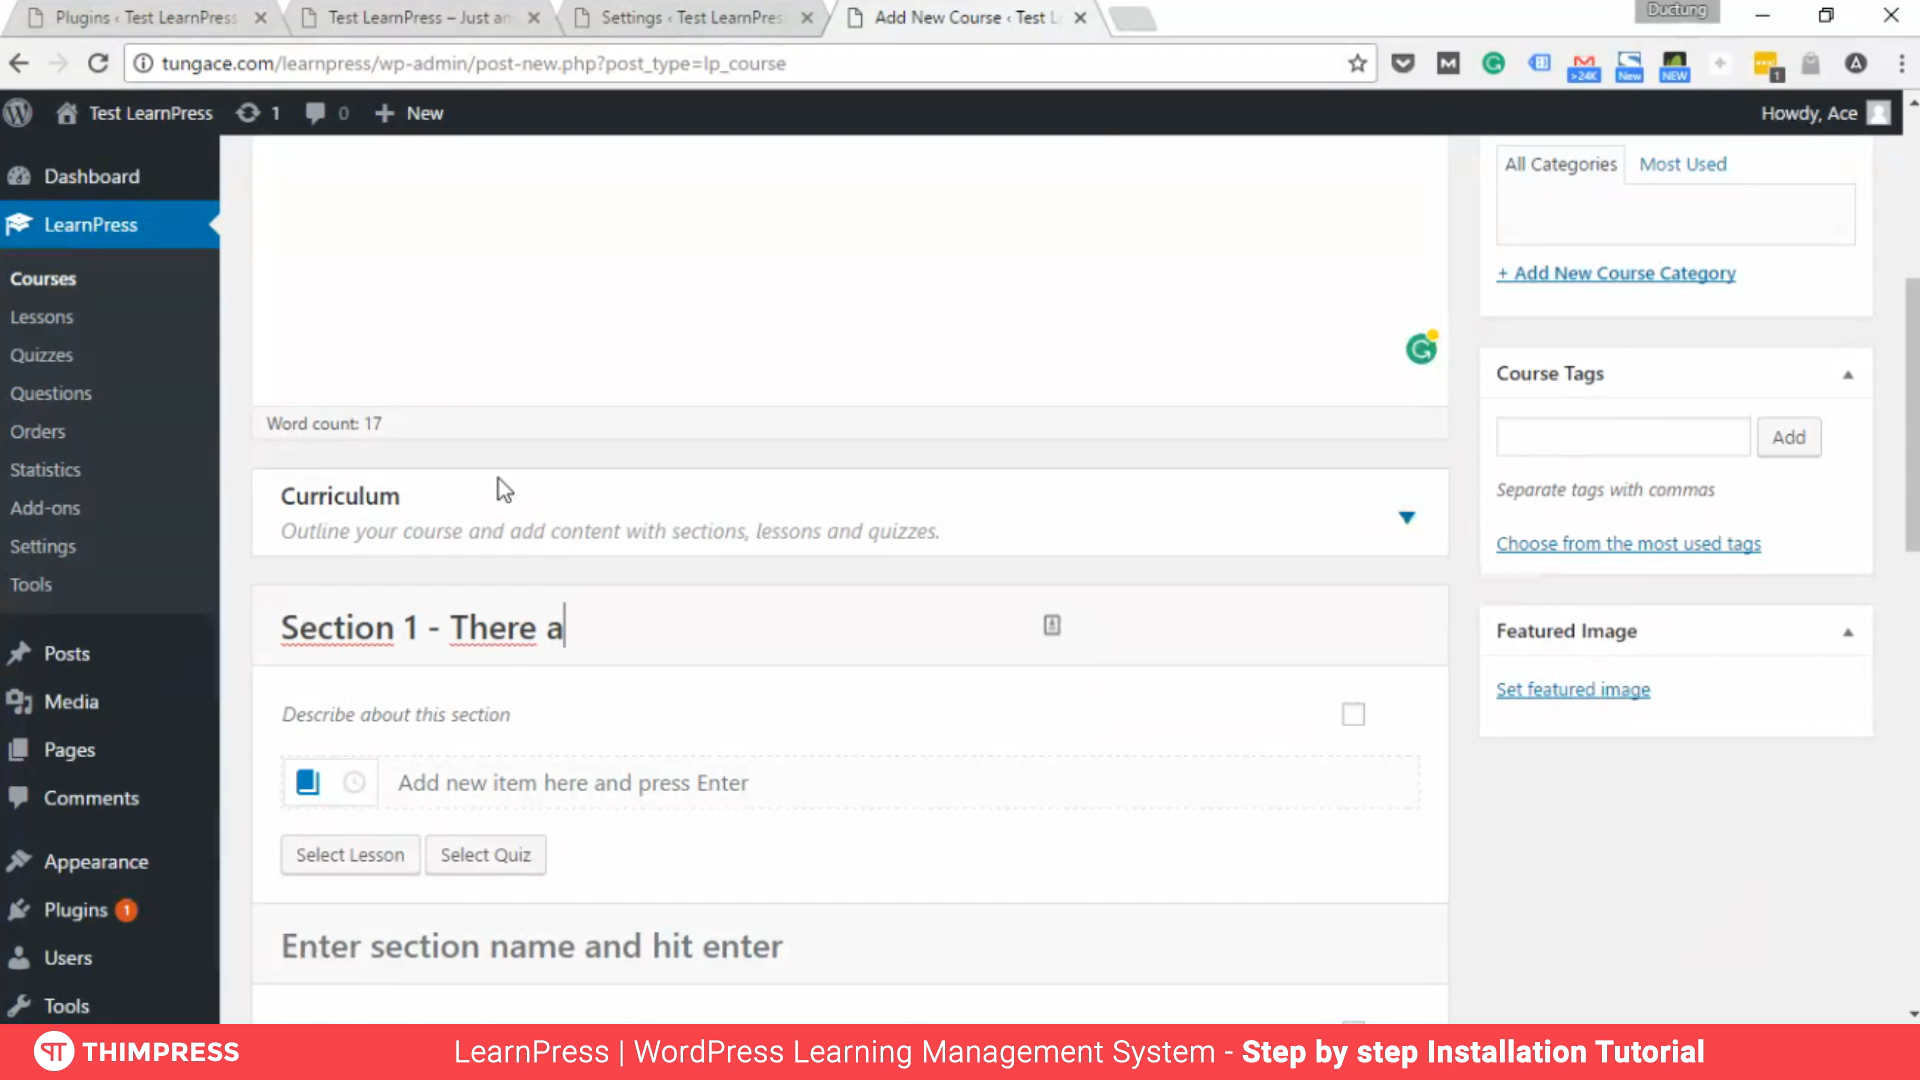 Plugins ‹ Test LearnPress
Test LearnPress – Just an
Settings ‹ Test LearnPress
Add New Course ‹ Test L
Ductung
tungace.com/learnpress/wp-admin/post-new.php?post_type=lp_course
>24K
New
NEW
1
Test LearnPress
1
0
New
Howdy, Ace
Dashboard
LearnPress
Courses
Lessons
Quizzes
Questions
Orders
Statistics
Add-ons
Settings
Tools
Posts
Media
Pages
Comments
Appearance
Plugins 1
Users
Tools
Word count: 17
Curriculum
Outline your course and add content with sections, lessons and quizzes.
Section 1 - There a
Describe about this section
Add new item here and press Enter
Select Lesson
Select Quiz
Enter section name and hit enter
All Categories
Most Used
+ Add New Course Category
Course Tags
Add
Separate tags with commas
Choose from the most used tags
Featured Image
Set featured image
THIMPRESS
LearnPress | WordPress Learning Management System - Step by step Installation Tutorial